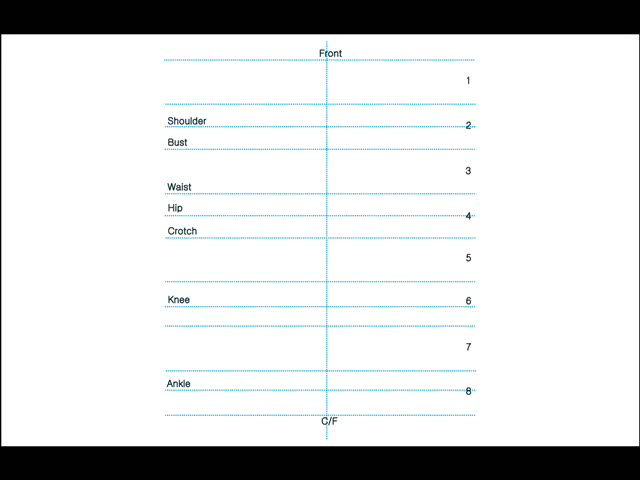 Front
1
Shoulder
2
Bust
3
Waist
Hip
4
Crotch
5
Knee
6
7
Ankle
8
C/F